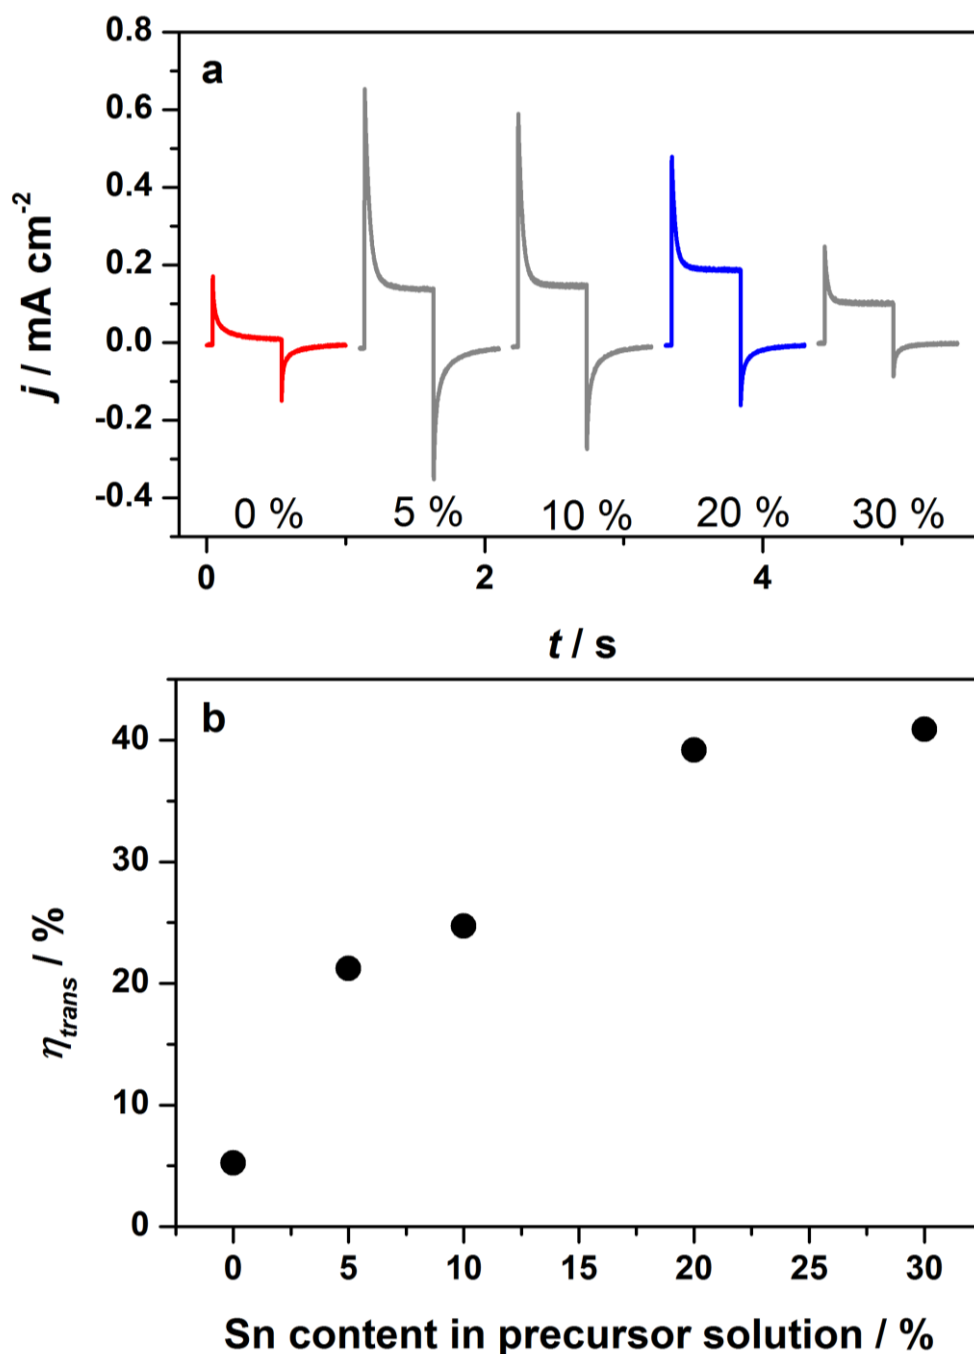 a
j / mA cm-2
0.8
0.6
0.4
0.2
0.0
-0.2
-0.4
0 % 5 % 10 % 20 % 30 %
0 2 4
t / s
b
ηtrans / %
40
30
20
10
0
0 5 10 15 20 25 30
Sn content in precursor solution / %